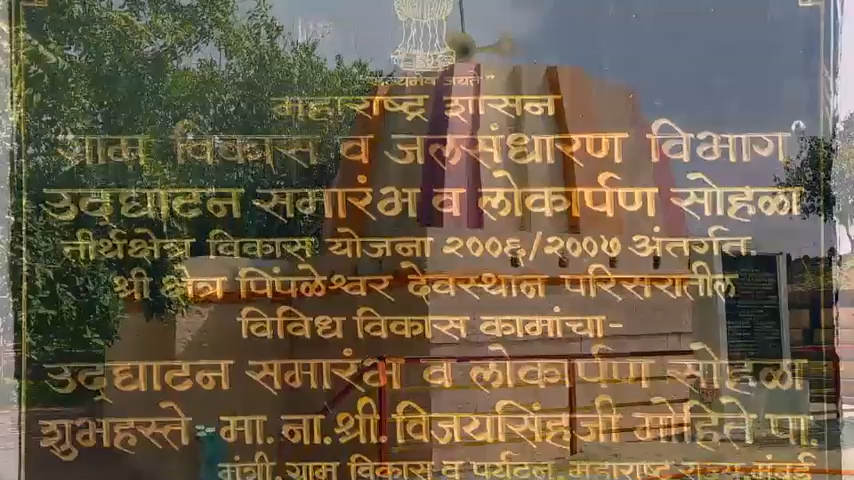 "सत्यमेव जयते"
महाराष्ट्र शासन
ग्राम विकास व जलसंधारण विभाग
उद्घाटन समारंभ व लोकार्पण सोहळा
तीर्थक्षेत्र विकास योजना २००६/२००७ अंतर्गत
श्री क्षेत्र पिंपळेश्वर देवस्थान परिसरातील
विविध विकास कामांचा-
उद्घाटन समारंभ व लोकार्पण सोहळा
शुभहस्ते:-मा.ना.श्री.विजयसिंहजी मोहिते पा.
मंत्री,ग्राम विकास व पर्यटन, महाराष्ट्र राज्य,मुंबई